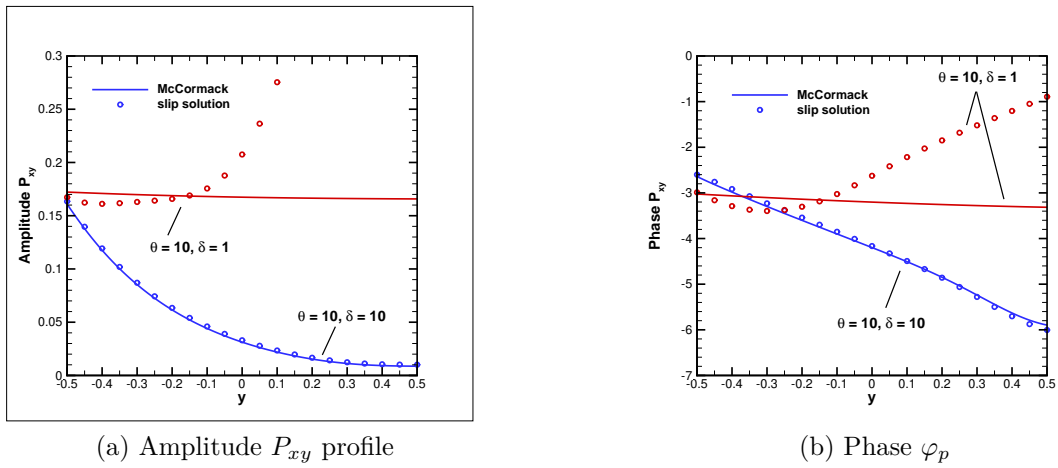 0.3
0.25
0.2
0.15
0.1
0.05
0
Amplitude P_xy
McCormack
slip solution
θ = 10, δ = 1
θ = 10, δ = 10
-0.5 -0.4 -0.3 -0.2 -0.1 0 0.1 0.2 0.3 0.4 0.5
y
(a) Amplitude P_xy profile
0
-1
-2
-3
-4
-5
-6
-7
Phase P_xy
θ = 10, δ = 1
McCormack
slip solution
θ = 10, δ = 10
-0.5 -0.4 -0.3 -0.2 -0.1 0 0.1 0.2 0.3 0.4 0.5
y
(b) Phase φ_p